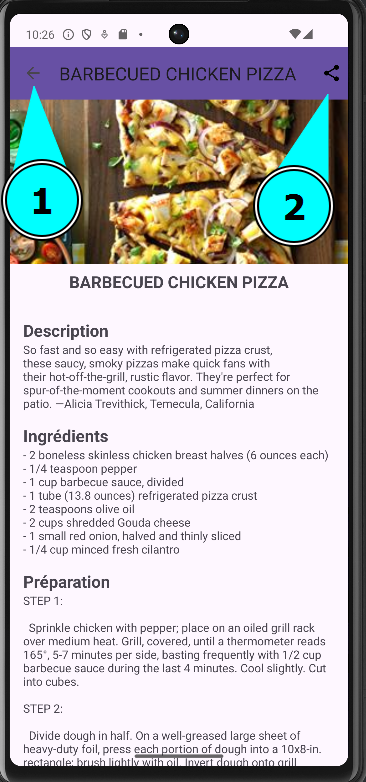 10:26
BARBECUED CHICKEN PIZZA
1
2
BARBECUED CHICKEN PIZZA
Description
So fast and so easy with refrigerated pizza crust,
these saucy, smoky pizzas make quick fans with
their hot-off-the-grill, rustic flavor. They're perfect for
spur-of-the-moment cookouts and summer dinners on the
patio. —Alicia Trevithick, Temecula, California
Ingrédients
- 2 boneless skinless chicken breast halves (6 ounces each)
- 1/4 teaspoon pepper
- 1 cup barbecue sauce, divided
- 1 tube (13.8 ounces) refrigerated pizza crust
- 2 teaspoons olive oil
- 2 cups shredded Gouda cheese
- 1 small red onion, halved and thinly sliced
- 1/4 cup minced fresh cilantro
Préparation
STEP 1:
Sprinkle chicken with pepper; place on an oiled grill rack
over medium heat. Grill, covered, until a thermometer reads
165°, 5-7 minutes per side, basting frequently with 1/2 cup
barbecue sauce during the last 4 minutes. Cool slightly. Cut
into cubes.
STEP 2:
Divide dough in half. On a well-greased large sheet of
heavy-duty foil, press each portion of dough into a 10x8-in.
rectangle; brush lightly with oil. Invert dough onto grill